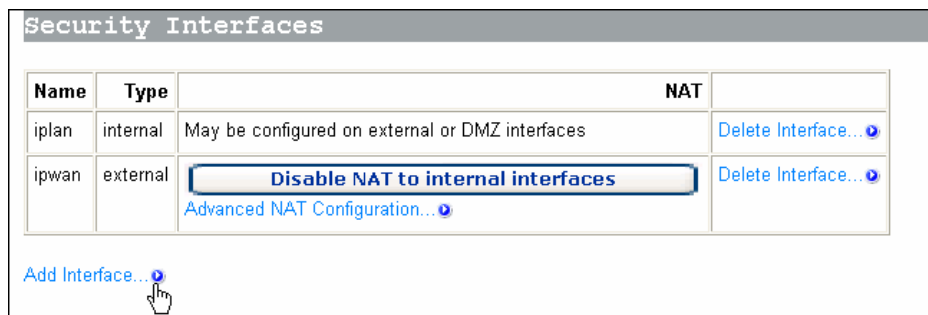 Security Interfaces
Name Type NAT
iplan internal May be configured on external or DMZ interfaces Delete Interface...
ipwan external Disable NAT to internal interfaces Delete Interface...
Advanced NAT Configuration...
Add Interface...